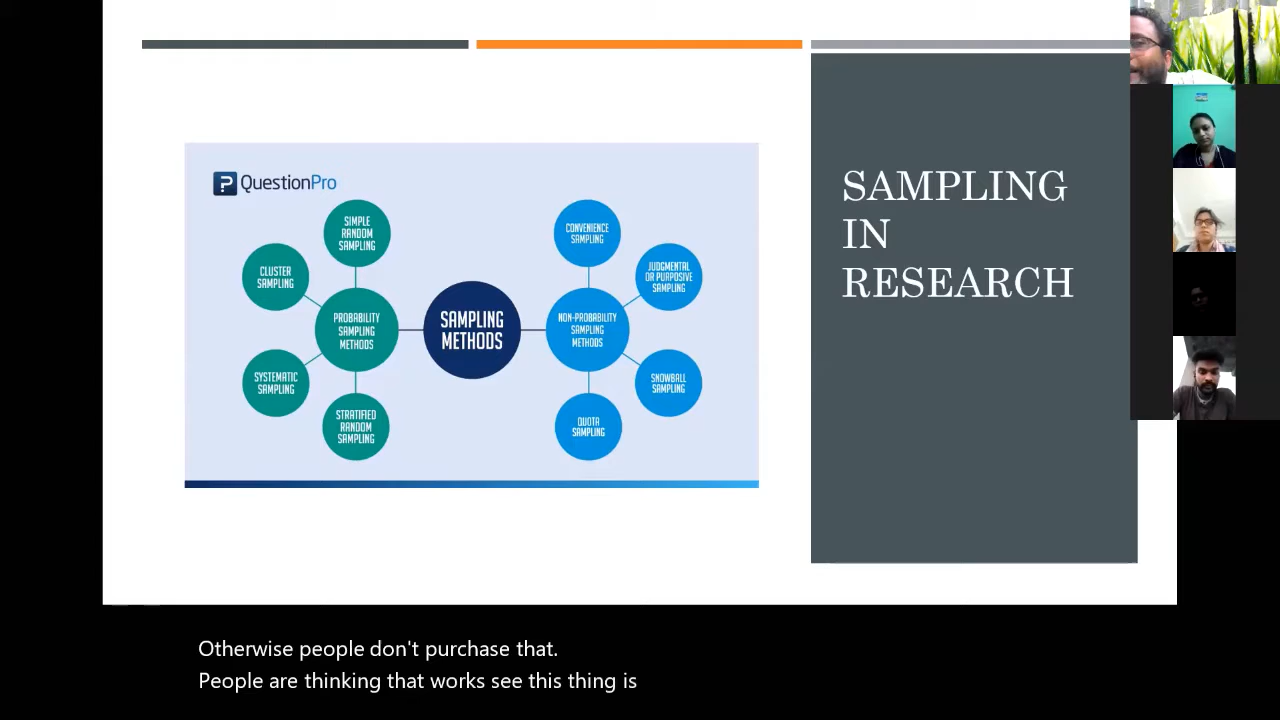 QuestionPro
SIMPLE
RANDOM
SAMPLING
CLUSTER
SAMPLING
PROBABILITY
SAMPLING
METHODS
SYSTEMATIC
SAMPLING
STRATIFIED
RANDOM
SAMPLING
SAMPLING
METHODS
CONVENIENCE
SAMPLING
JUDGMENTAL
OR PURPOSIVE
SAMPLING
NON-PROBABILITY
SAMPLING
METHODS
SNOWBALL
SAMPLING
QUOTA
SAMPLING
SAMPLING
IN
RESEARCH
Otherwise people don't purchase that.
People are thinking that works see this thing is